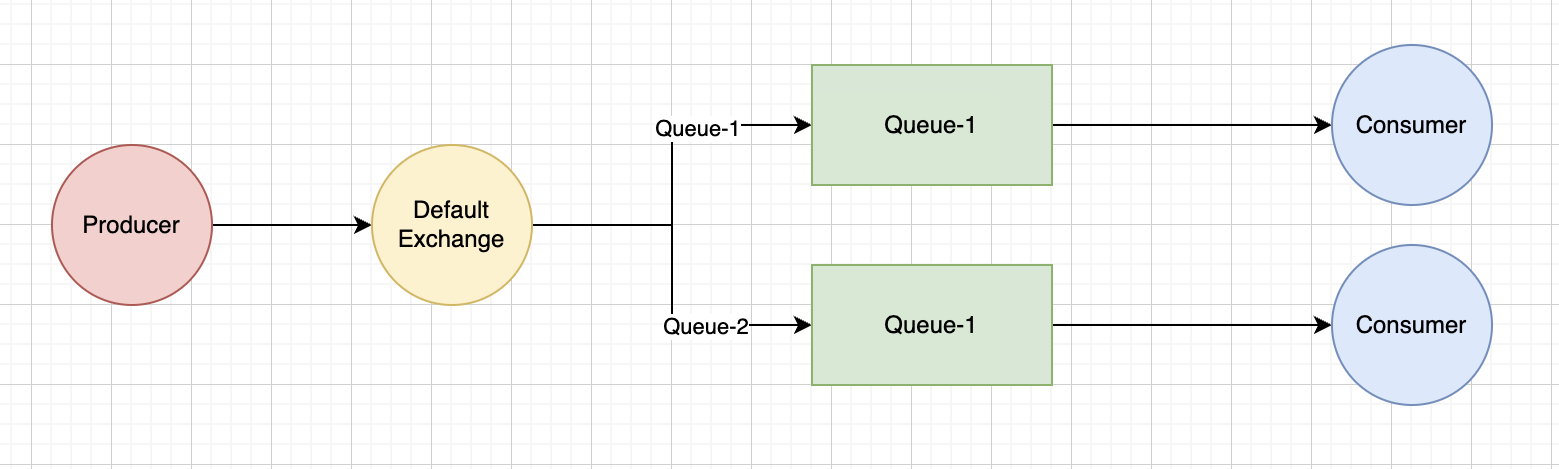 Producer
Default
Exchange
Queue-1
Queue-1
Consumer
Queue-2
Queue-1
Consumer